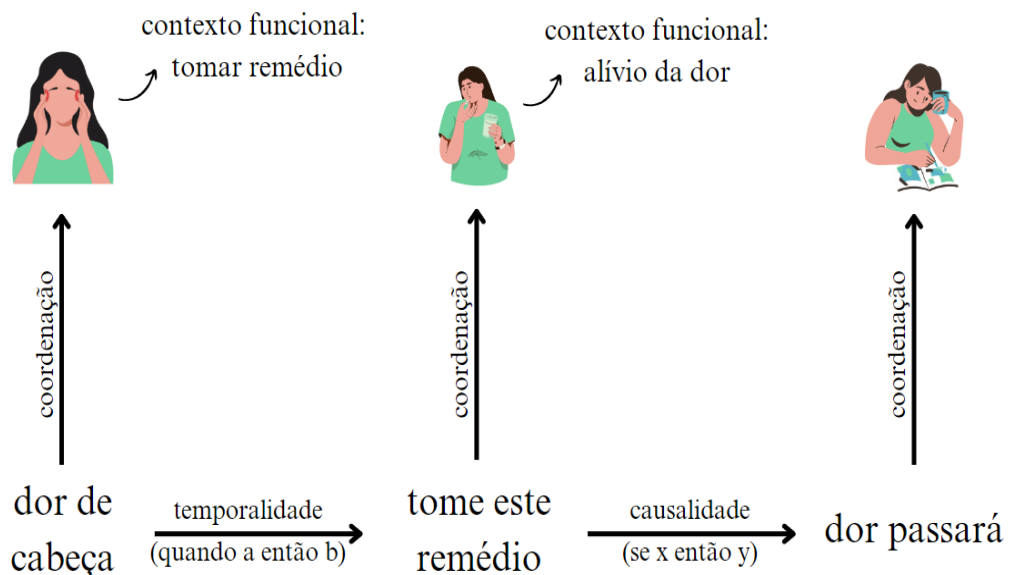 contexto funcional:
tomar remédio
contexto funcional:
alívio da dor
coordenação
coordenação
coordenação
dor de
cabeça
temporalidade
(quando a então b)
tome este
remédio
causalidade
(se x então y)
dor passará